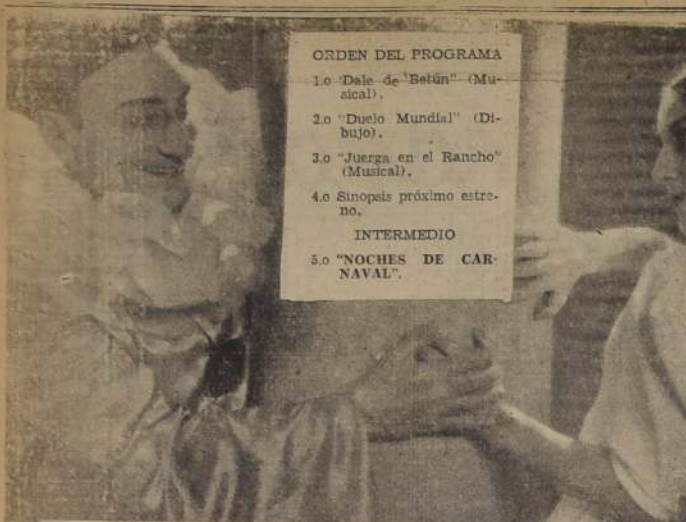 ORDEN DEL PROGRAMA
1.o "Dale de Betún" (Mu-
sical).
2.o "Duelo Mundial" (Di-
bujo).
3.o "Juerga en el Rancho"
(Musical).
4.o Sinopsis próximo estre-
no.
INTERMEDIO
5.o "NOCHES DE CAR-
NAVAL".